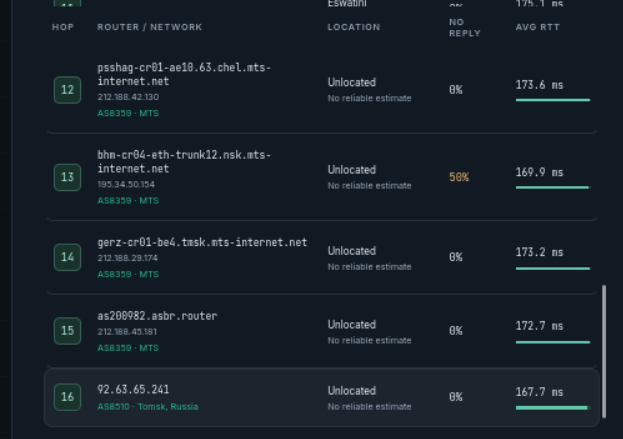 Eswatini
175.1 ms
HOP ROUTER / NETWORK LOCATION NO REPLY AVG RTT
psshag-cr01-ae10.63.chel.mts-
internet.net
212.188.42.130
AS8359 · MTS
12
Unlocated
No reliable estimate
0%
173.6 ms
bhm-cr04-eth-trunk12.nsk.mts-
internet.net
195.34.50.154
AS8359 · MTS
13
Unlocated
No reliable estimate
50%
169.9 ms
gerz-cr01-be4.tmsk.mts-internet.net
212.188.29.174
AS8359 · MTS
14
Unlocated
No reliable estimate
0%
173.2 ms
as200982.asbr.router
212.188.45.181
AS8359 · MTS
15
Unlocated
No reliable estimate
0%
172.7 ms
92.63.65.241
AS8510 · Tomsk, Russia
16
Unlocated
No reliable estimate
0%
167.7 ms